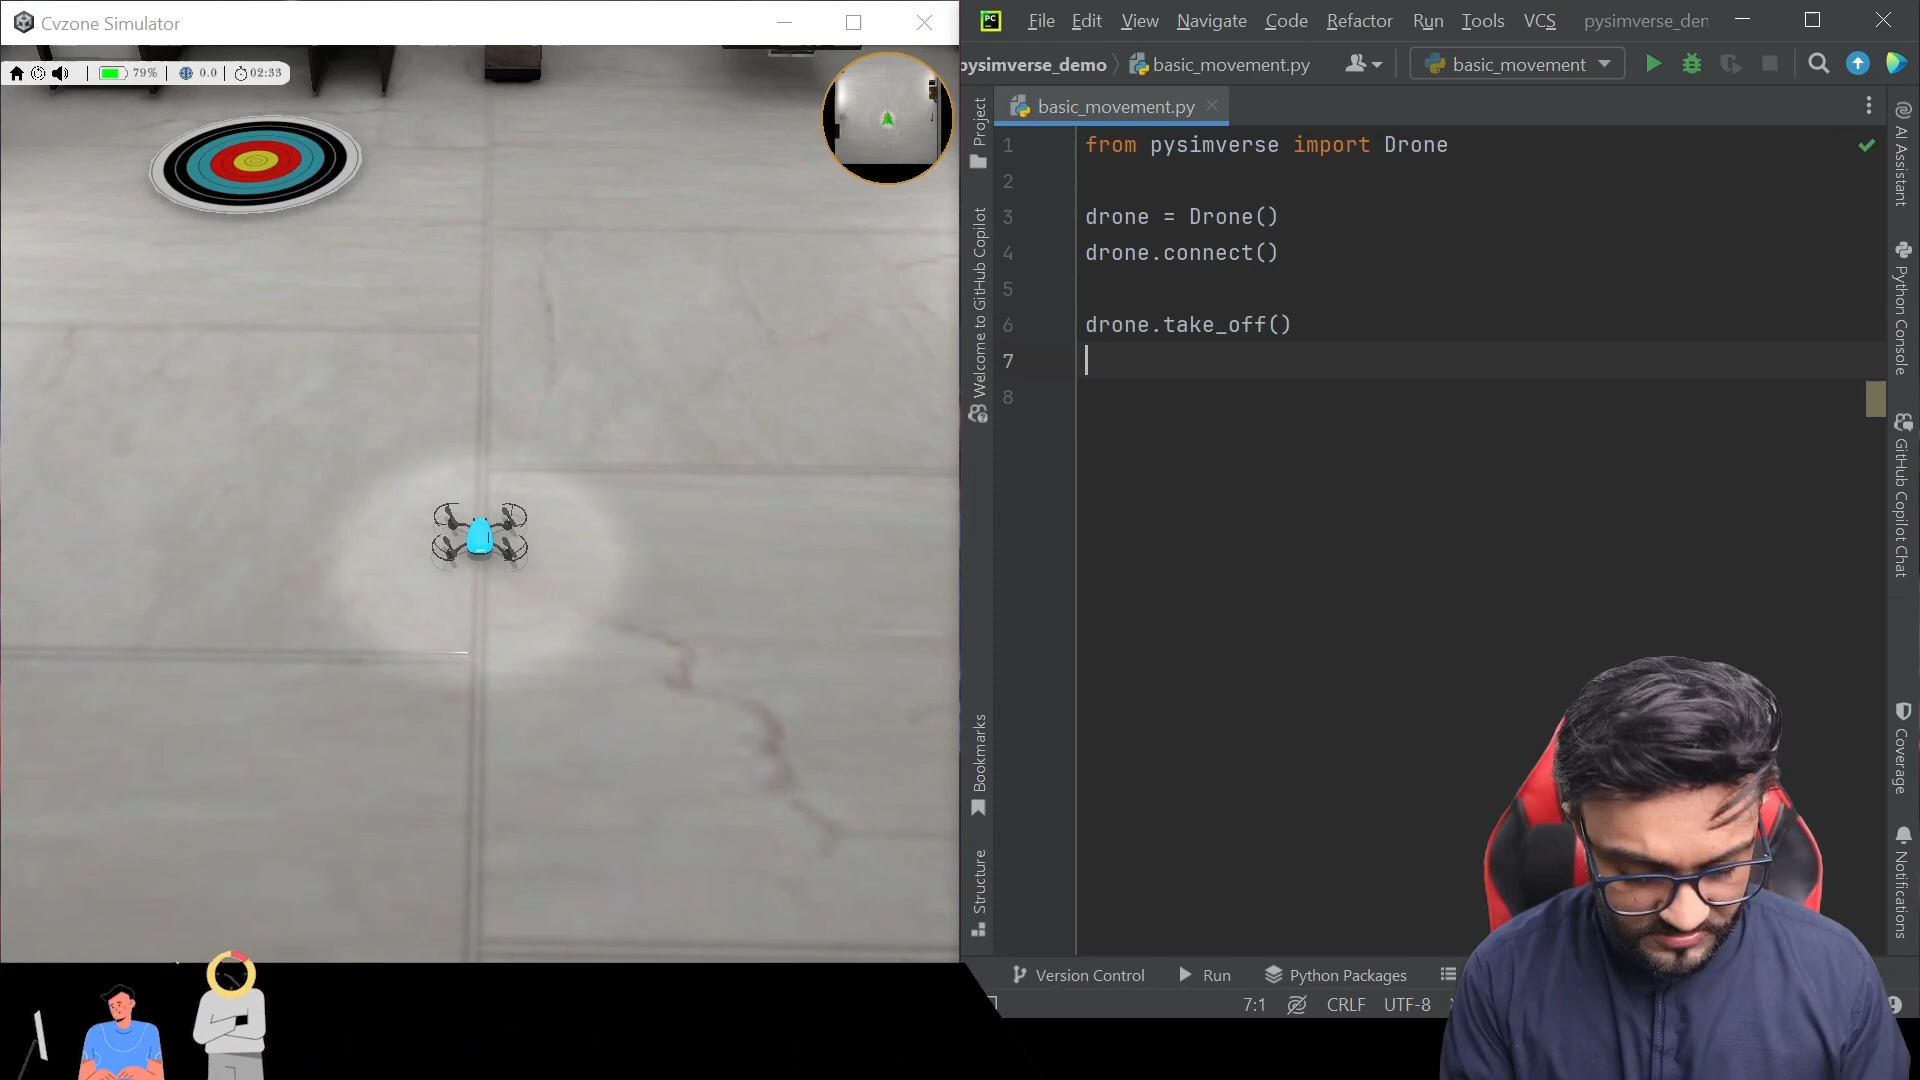 Cvzone Simulator
79%
0.0
02:33
PC
File Edit View Navigate Code Refactor Run Tools VCS pysimverse_der
pysimverse_demo
basic_movement.py
basic_movement
basic_movement.py
1 from pysimverse import Drone
2
3 drone = Drone()
4 drone.connect()
5
6 drone.take_off()
7
8
Project
Welcome to GitHub Copilot
Bookmarks
Structure
AI Assistant
Python Console
GitHub Copilot Chat
Coverage
Notifications
Version Control
Run
Python Packages
7:1
CRLF
UTF-8